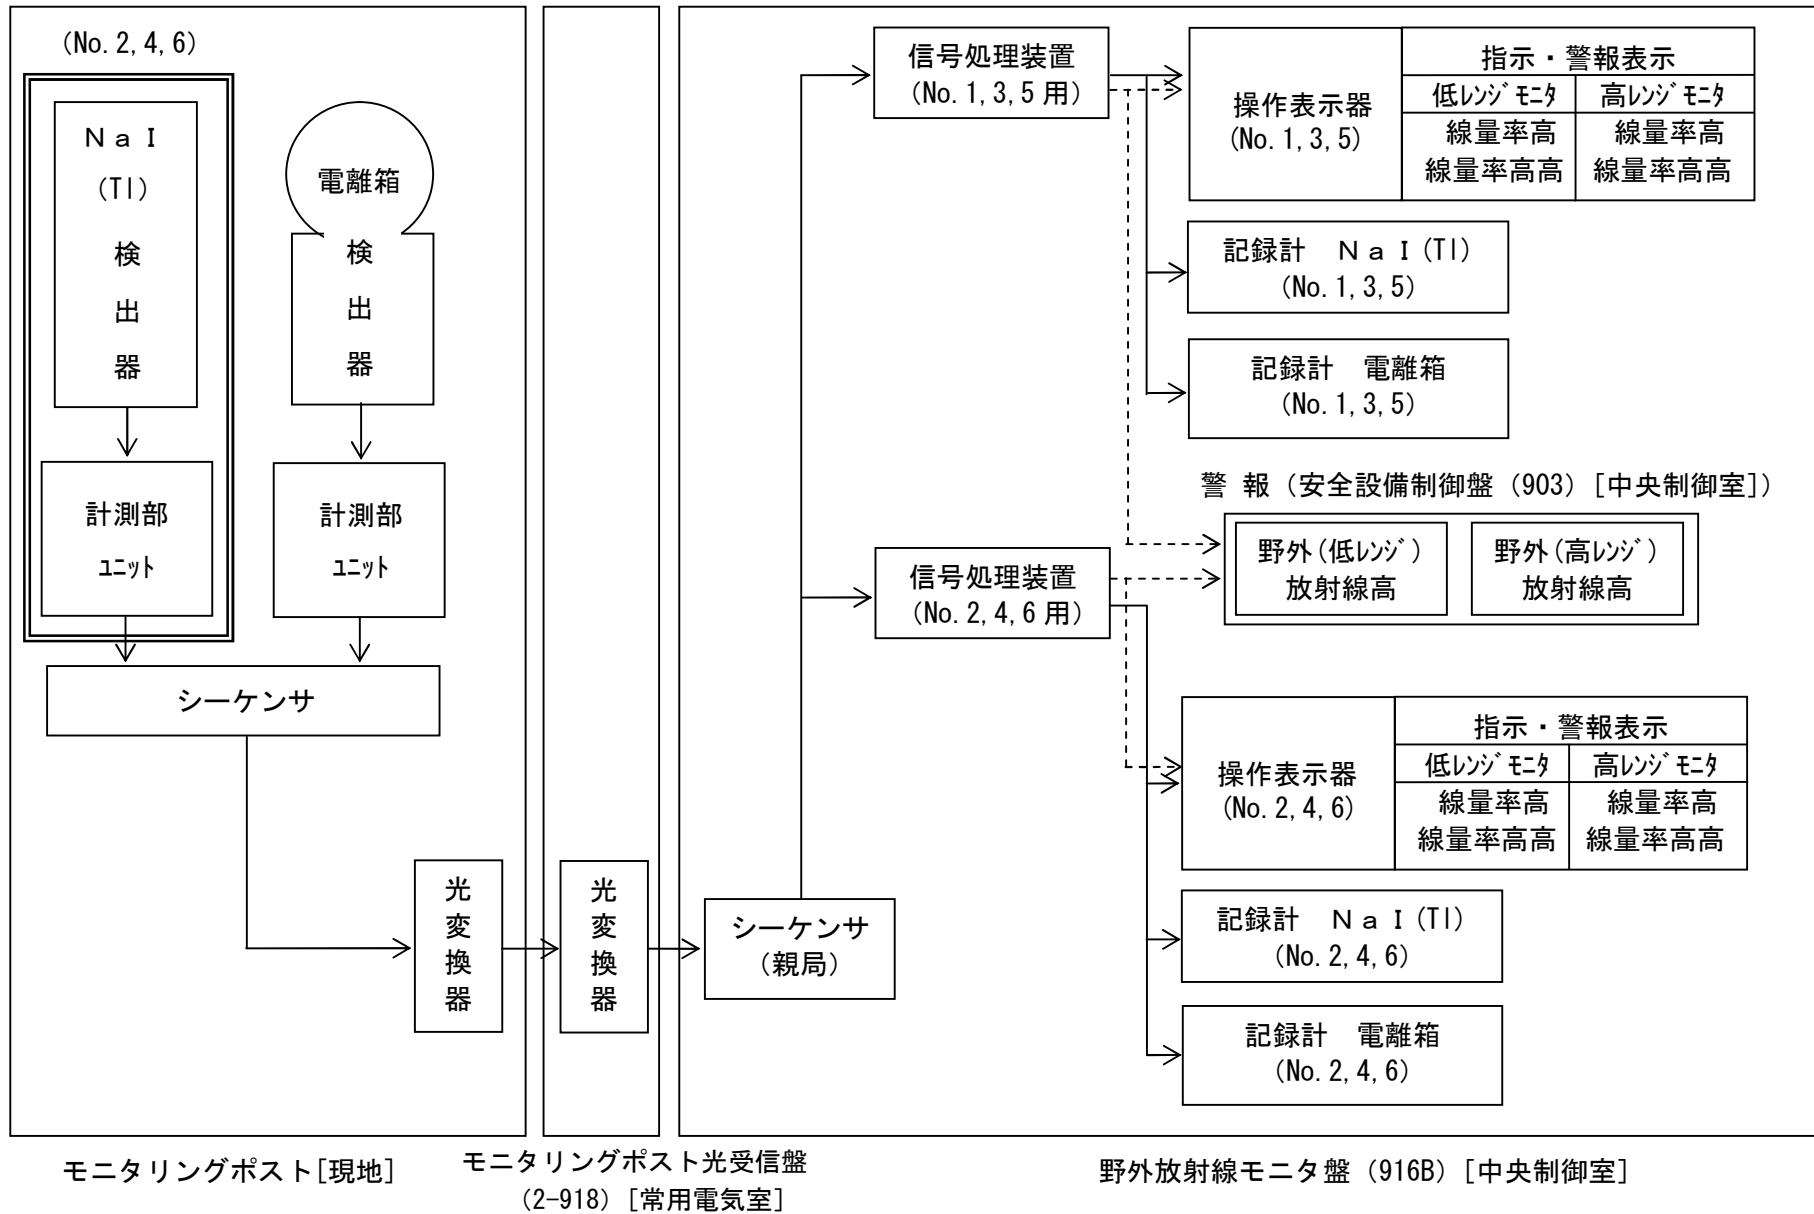 (No. 2, 4, 6)
ＮａＩ
(Tl)
検
出
器
計測部
ﾕﾆｯﾄ
電離箱
検
出
器
計測部
ﾕﾆｯﾄ
シーケンサ
光
変
換
器
モニタリングポスト[現地]
光
変
換
器
モニタリングポスト光受信盤
(2-918) [常用電気室]
シーケンサ
(親局)
信号処理装置
(No. 1, 3, 5 用)
操作表示器
(No. 1, 3, 5)
指示・警報表示
低ﾚﾝｼﾞﾓﾆﾀ 高ﾚﾝｼﾞﾓﾆﾀ
線量率高 線量率高
線量率高高 線量率高高
記録計　ＮａＩ(Tl)
(No. 1, 3, 5)
記録計　電離箱
(No. 1, 3, 5)
警 報 (安全設備制御盤 (903) [中央制御室])
野外(低ﾚﾝｼﾞ)
放射線高
野外(高ﾚﾝｼﾞ)
放射線高
信号処理装置
(No. 2, 4, 6 用)
操作表示器
(No. 2, 4, 6)
指示・警報表示
低ﾚﾝｼﾞﾓﾆﾀ 高ﾚﾝｼﾞﾓﾆﾀ
線量率高 線量率高
線量率高高 線量率高高
記録計　ＮａＩ(Tl)
(No. 2, 4, 6)
記録計　電離箱
(No. 2, 4, 6)
野外放射線モニタ盤 (916B) [中央制御室]